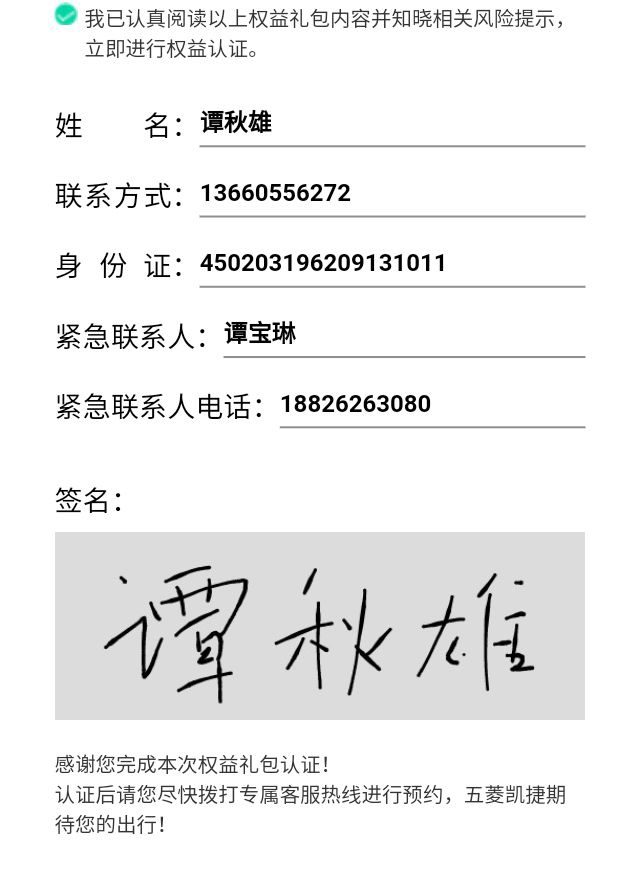 我已认真阅读以上权益礼包内容并知晓相关风险提示，
立即进行权益认证。
姓名：谭秋雄
联系方式：13660556272
身份证：450203196209131011
紧急联系人：谭宝琳
紧急联系人电话：18826263080
签名：
谭秋雄
感谢您完成本次权益礼包认证！
认证后请您尽快拨打专属客服热线进行预约，五菱凯捷期
待您的出行！